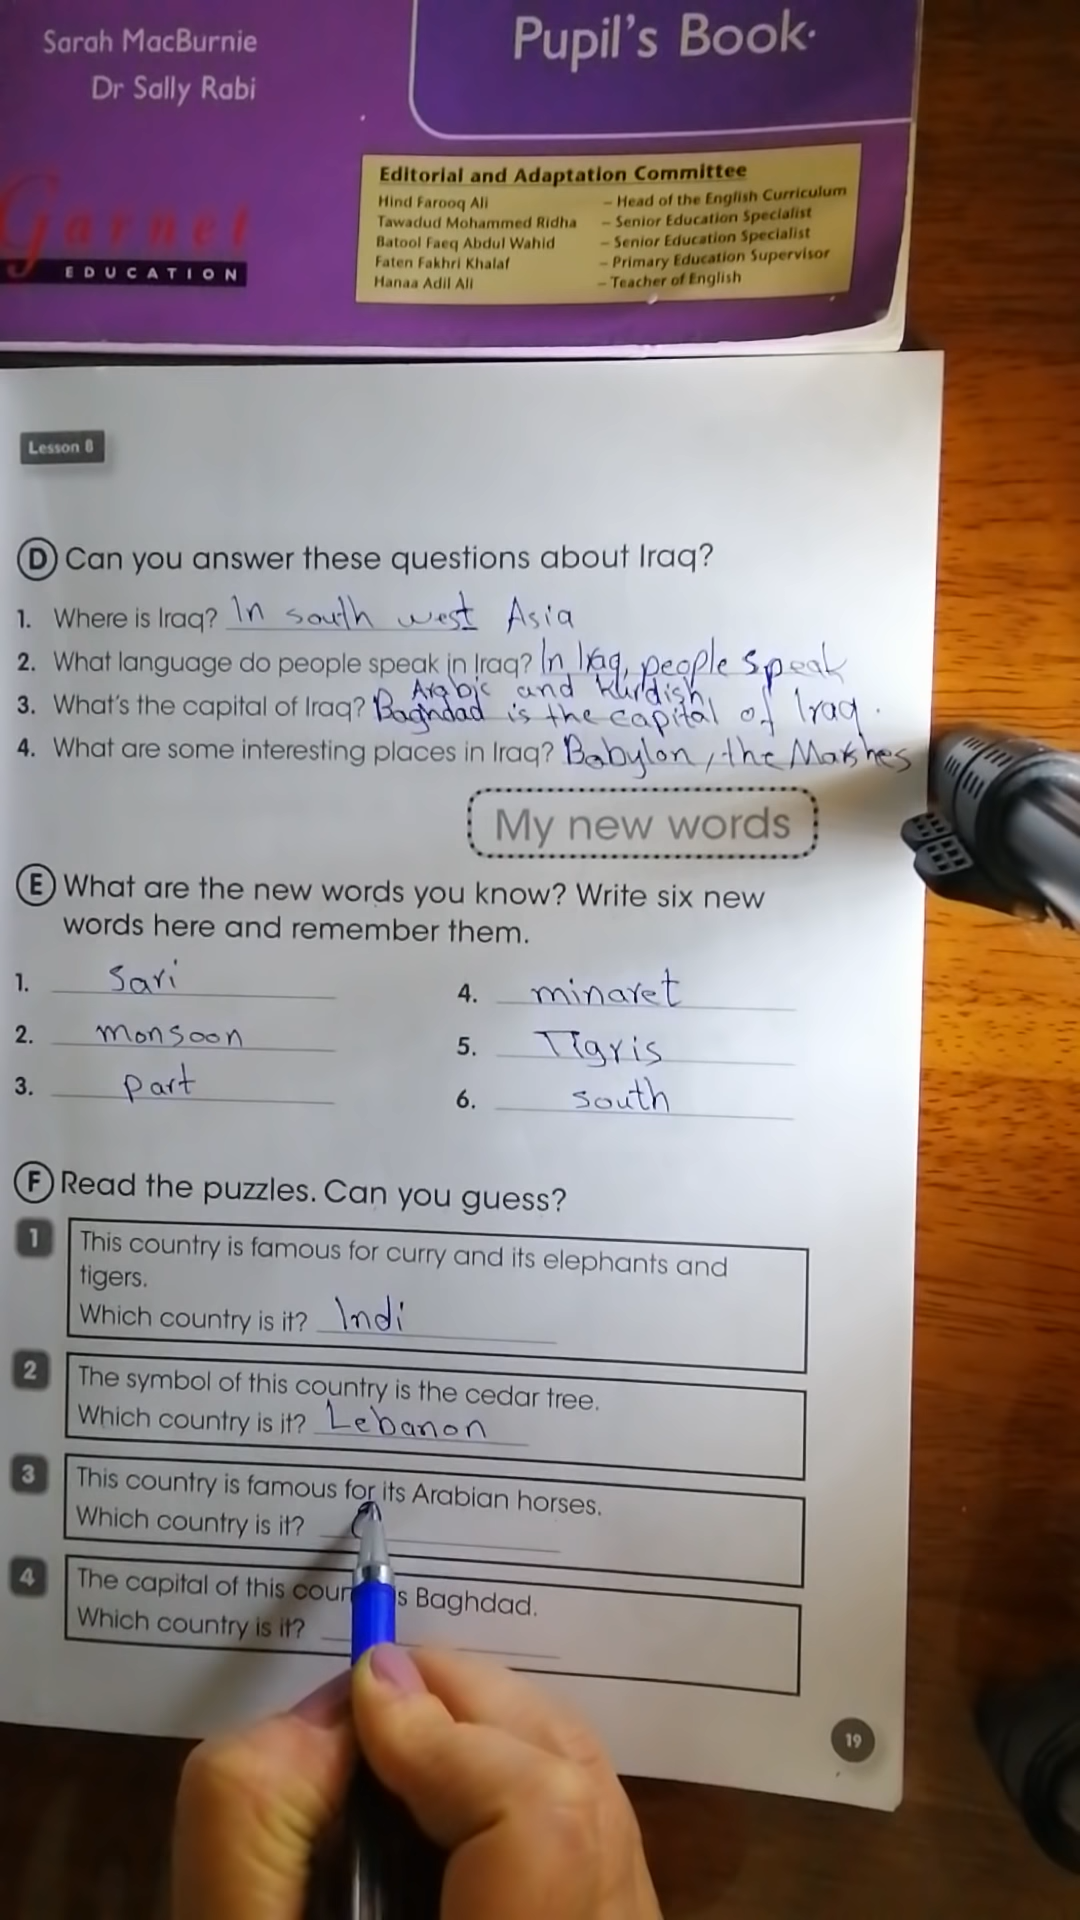 Sarah MacBurnie
Dr Sally Rabi
Pupil's Book
Garnet
EDUCATION
Editorial and Adaptation Committee
Hind Farooq Ali – Head of the English Curriculum
Tawadud Mohammed Ridha – Senior Education Specialist
Batool Faeq Abdul Wahid – Senior Education Specialist
Faten Fakhri Khalaf – Primary Education Supervisor
Hanaa Adil Ali – Teacher of English
Lesson 8
D Can you answer these questions about Iraq?
1. Where is Iraq? In south west Asia
2. What language do people speak in Iraq? In Iraq, people speak
Arabic and Kurdish.
3. What's the capital of Iraq? Baghdad is the capital of Iraq.
4. What are some interesting places in Iraq? Babylon, the Marshes
My new words
E What are the new words you know? Write six new
words here and remember them.
1. Sari
2. monsoon
3. part
4. minaret
5. Tigris
6. south
F Read the puzzles. Can you guess?
1 This country is famous for curry and its elephants and
tigers.
Which country is it? Indi
2 The symbol of this country is the cedar tree.
Which country is it? Lebanon
3 This country is famous for its Arabian horses.
Which country is it?
4 The capital of this Baghdad.
Which country is it?
19